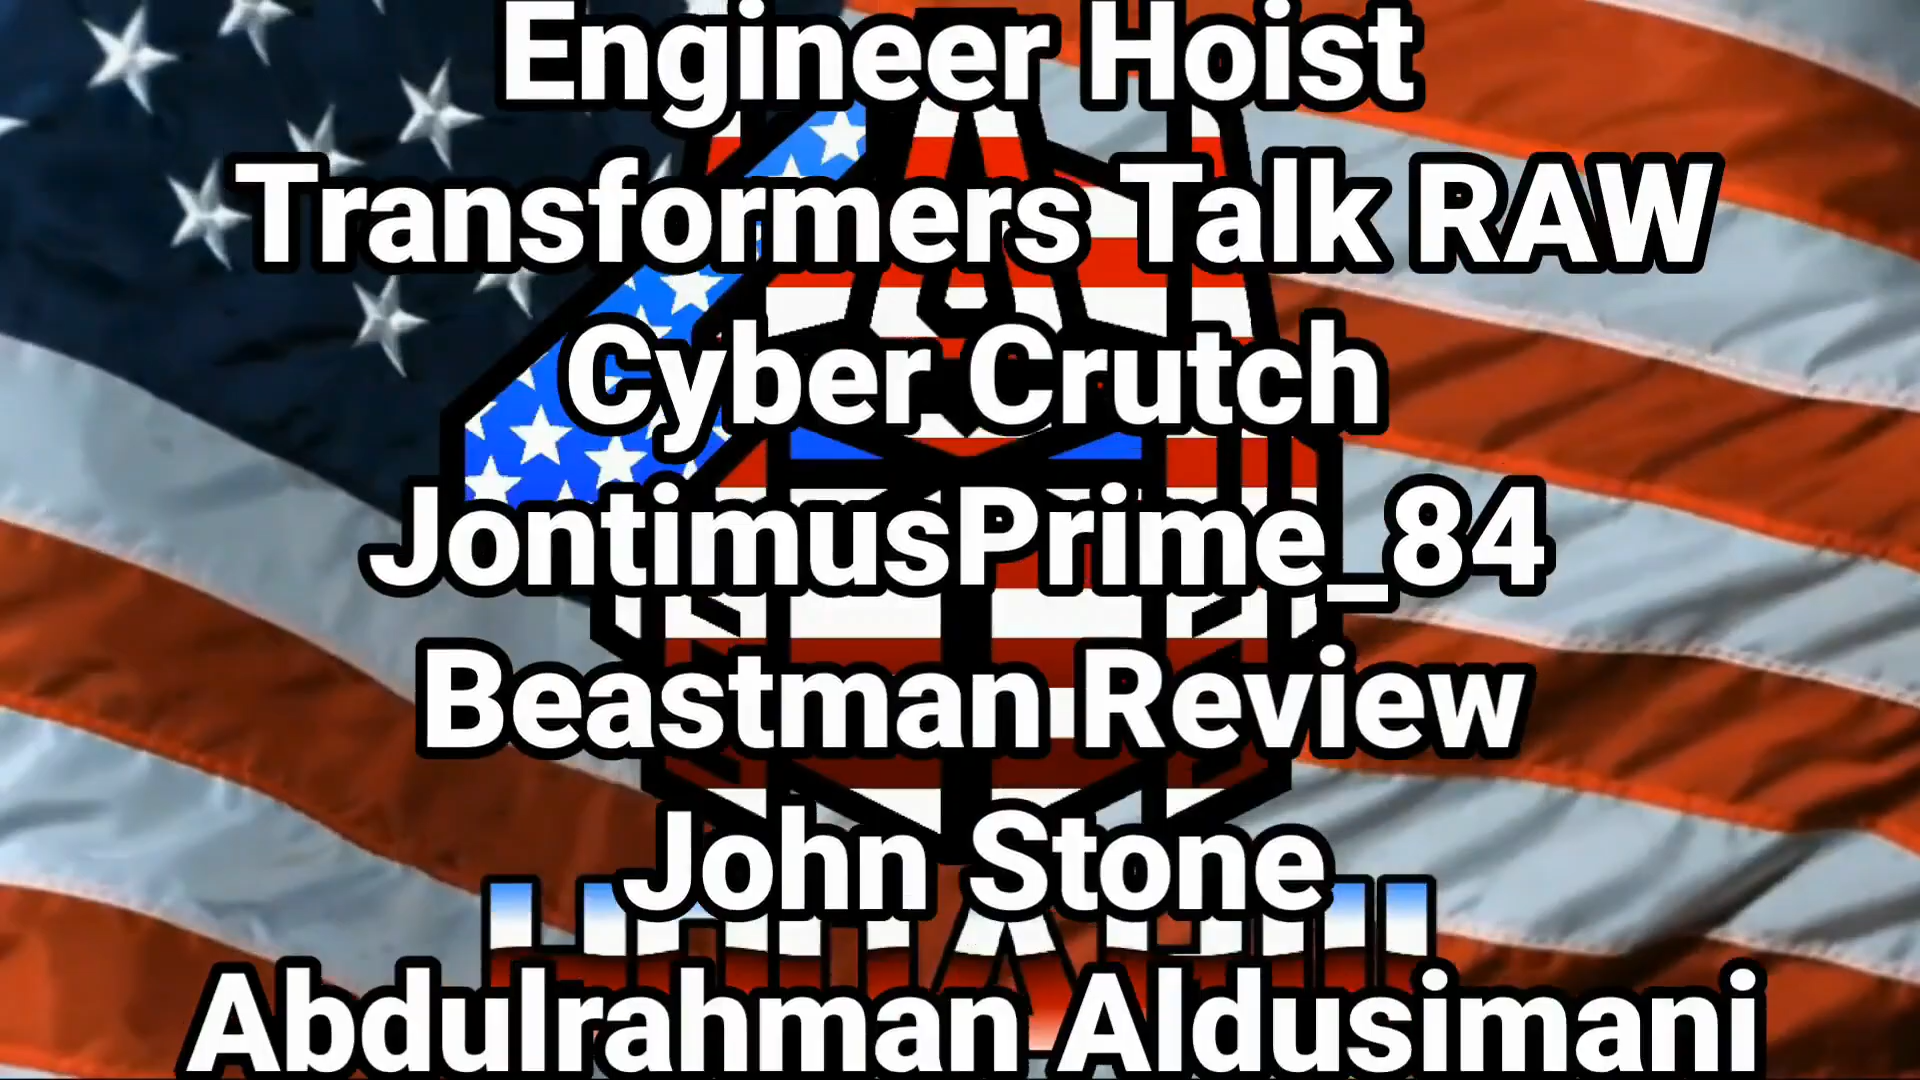 Engineer Hoist
Transformers Talk RAW
Cyber Crutch
JontimusPrime_84
Beastman Review
John Stone
Abdulrahman Aldusimani